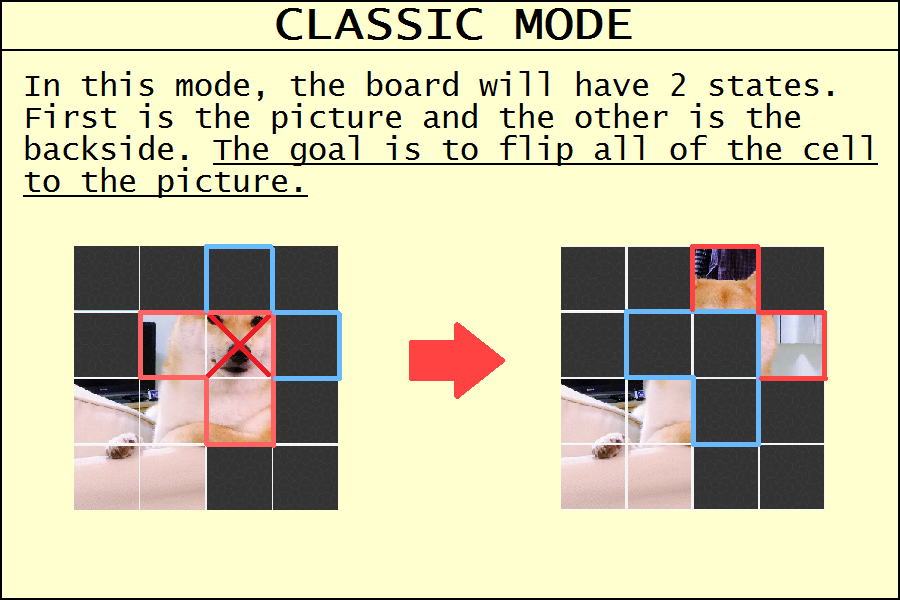 CLASSIC MODE
In this mode, the board will have 2 states.
First is the picture and the other is the
backside. The goal is to flip all of the cell
to the picture.